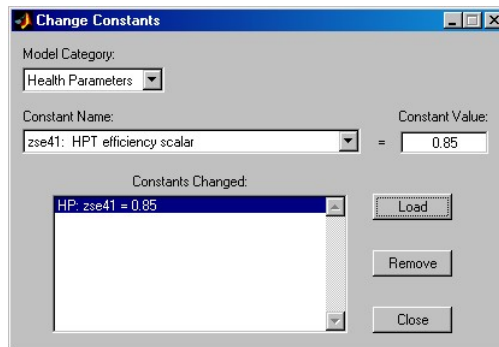 Change Constants
Model Category:
Health Parameters
Constant Name:
Constant Value:
zse41: HPT efficiency scalar
=
0.85
Constants Changed:
HP: zse41 = 0.85
Load
Remove
Close